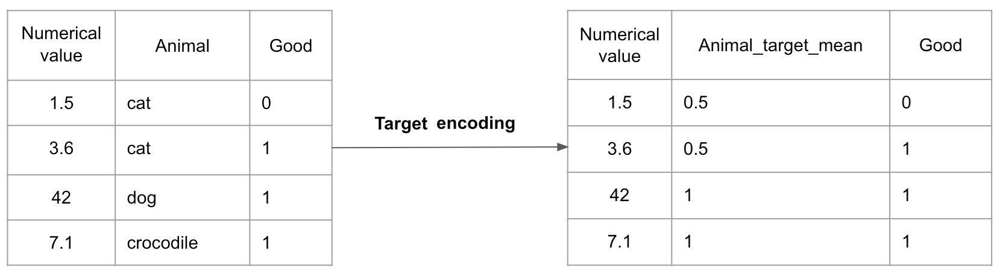 Numerical
value
Animal
Good
1.5
cat
0
3.6
cat
1
42
dog
1
7.1
crocodile
1
Target encoding
Numerical
value
Animal_target_mean
Good
1.5
0.5
0
3.6
0.5
1
42
1
1
7.1
1
1